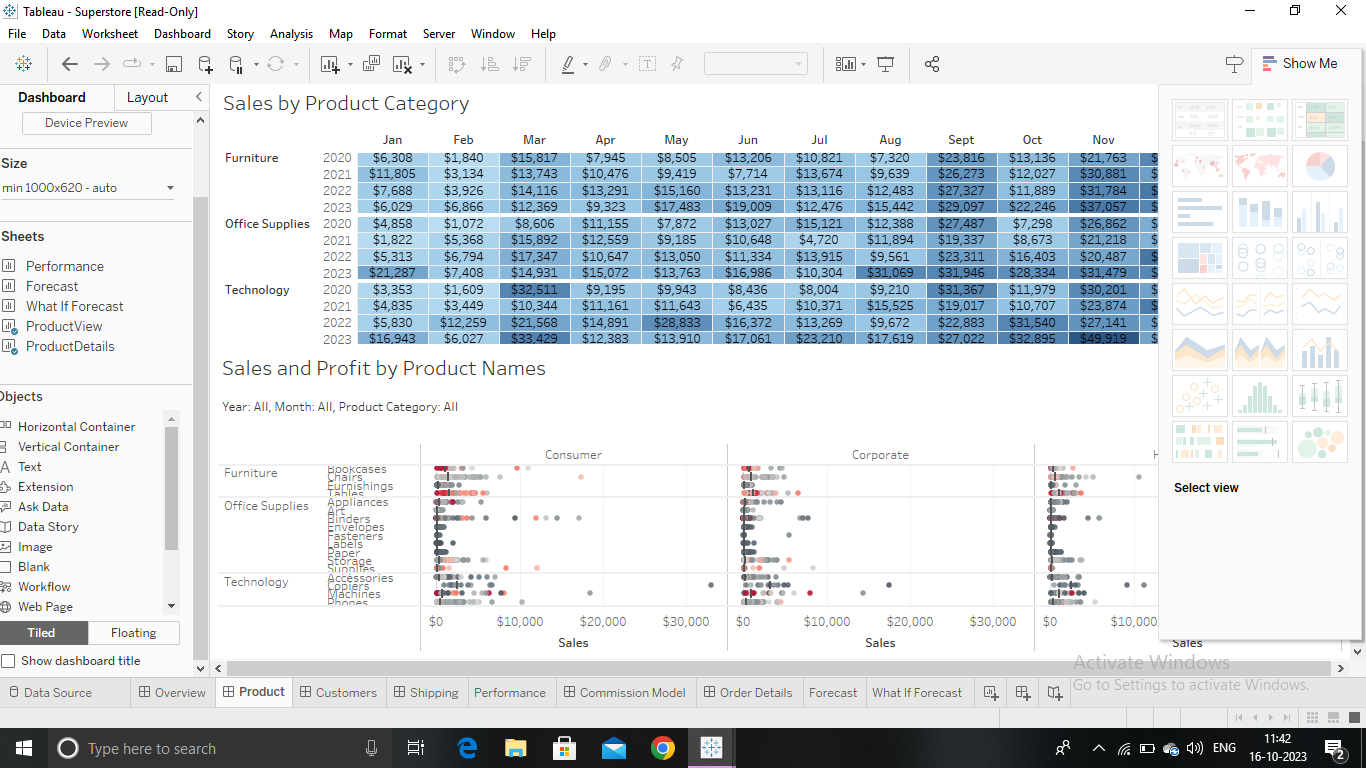 Tableau - Superstore [Read-Only]
File Data Worksheet Dashboard Story Analysis Map Format Server Window Help
Show Me
Dashboard Layout
Device Preview
Size
min 1000x620 - auto
Sheets
Performance
Forecast
What If Forecast
ProductView
ProductDetails
Objects
Horizontal Container
Vertical Container
Text
Extension
Ask Data
Data Story
Image
Blank
Workflow
Web Page
Tiled Floating
Show dashboard title
Sales by Product Category
Jan Feb Mar Apr May Jun Jul Aug Sept Oct Nov
Furniture 2020 $6,308 $1,840 $15,817 $7,945 $8,505 $13,206 $10,821 $7,320 $23,816 $13,136 $21,763 $
2021 $11,805 $3,134 $13,743 $10,476 $9,419 $7,714 $13,674 $9,639 $26,273 $12,027 $30,881 $
2022 $7,688 $3,926 $14,116 $13,291 $15,160 $13,231 $13,116 $12,483 $27,327 $11,889 $31,784 $
2023 $6,029 $6,866 $12,369 $9,323 $17,483 $19,009 $12,476 $15,442 $29,097 $22,246 $37,057 $
Office Supplies 2020 $4,858 $1,072 $8,606 $11,155 $7,872 $13,027 $15,121 $12,388 $27,487 $7,298 $26,862 $
2021 $1,822 $5,368 $15,892 $12,559 $9,185 $10,648 $4,720 $11,894 $19,337 $8,673 $21,218 $
2022 $5,313 $6,794 $17,347 $10,647 $13,050 $11,334 $13,915 $9,561 $23,311 $16,403 $20,487 $
2023 $21,287 $7,408 $14,931 $15,072 $13,763 $16,986 $10,304 $31,069 $31,946 $28,334 $31,479 $
Technology 2020 $3,353 $1,609 $32,511 $9,195 $9,943 $8,436 $8,004 $9,210 $31,367 $11,979 $30,201 $
2021 $4,835 $3,449 $10,344 $11,161 $11,643 $6,435 $10,371 $15,525 $19,017 $10,707 $23,874 $
2022 $5,830 $12,259 $21,568 $14,891 $28,833 $16,372 $13,269 $9,672 $22,883 $31,540 $27,141 $
2023 $16,943 $6,027 $33,429 $12,383 $13,910 $17,061 $23,210 $17,619 $27,022 $32,895 $49,919 $
Sales and Profit by Product Names
Year: All, Month: All, Product Category: All
Consumer Corporate H
Furniture Bookcases
Chairs
Furnishings
Tables
Office Supplies Appliances
Art
Binders
Envelopes
Fasteners
Labels
Paper
Storage
Supplies
Technology Accessories
Copiers
Machines
Phones
$0 $10,000 $20,000 $30,000 $0 $10,000 $20,000 $30,000 $0 $10,000
Sales Sales Sales
Select view
Activate Windows
Go to Settings to activate Windows.
Data Source Overview Product Customers Shipping Performance Commission Model Order Details Forecast What If Forecast
Type here to search
ENG
11:42
16-10-2023
2